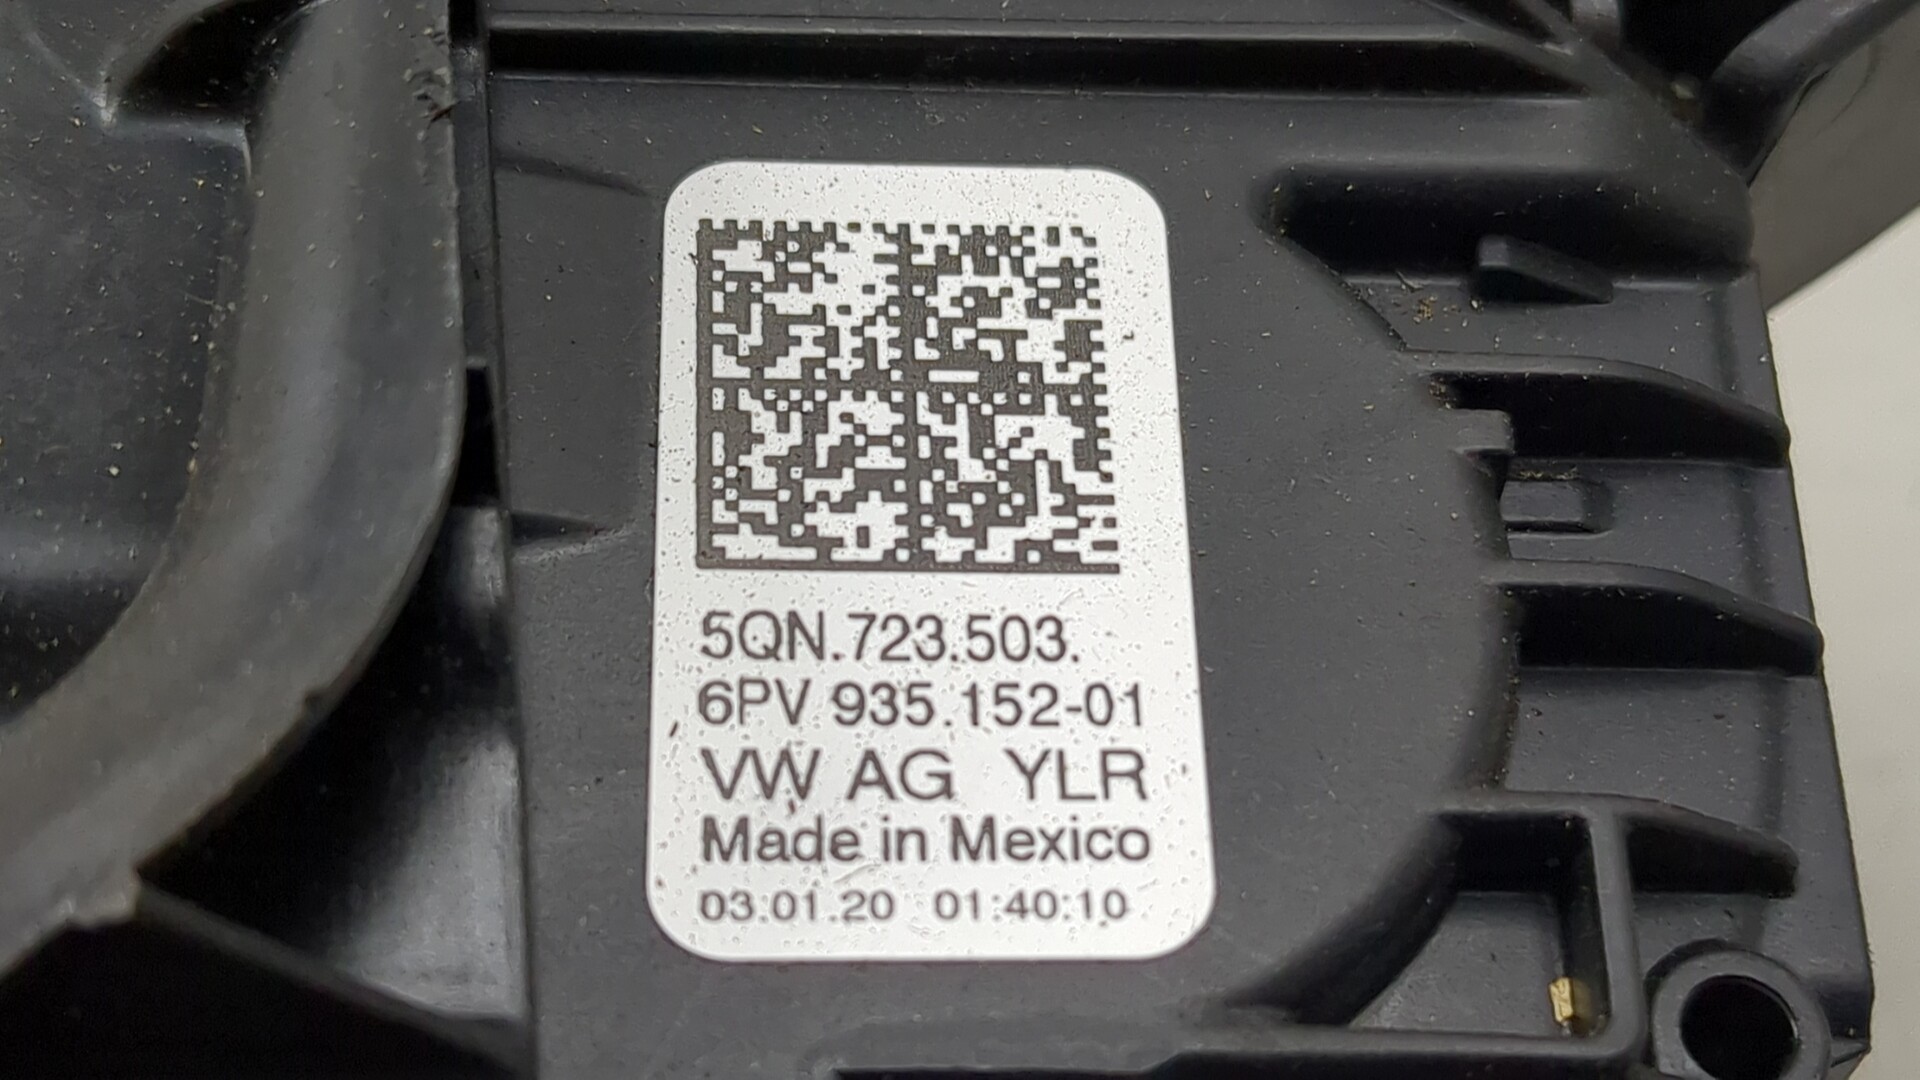 5QN.723.503.
6PV 935.152-01
VW AG YLR
Made in Mexico
03.01.20 01:40:10